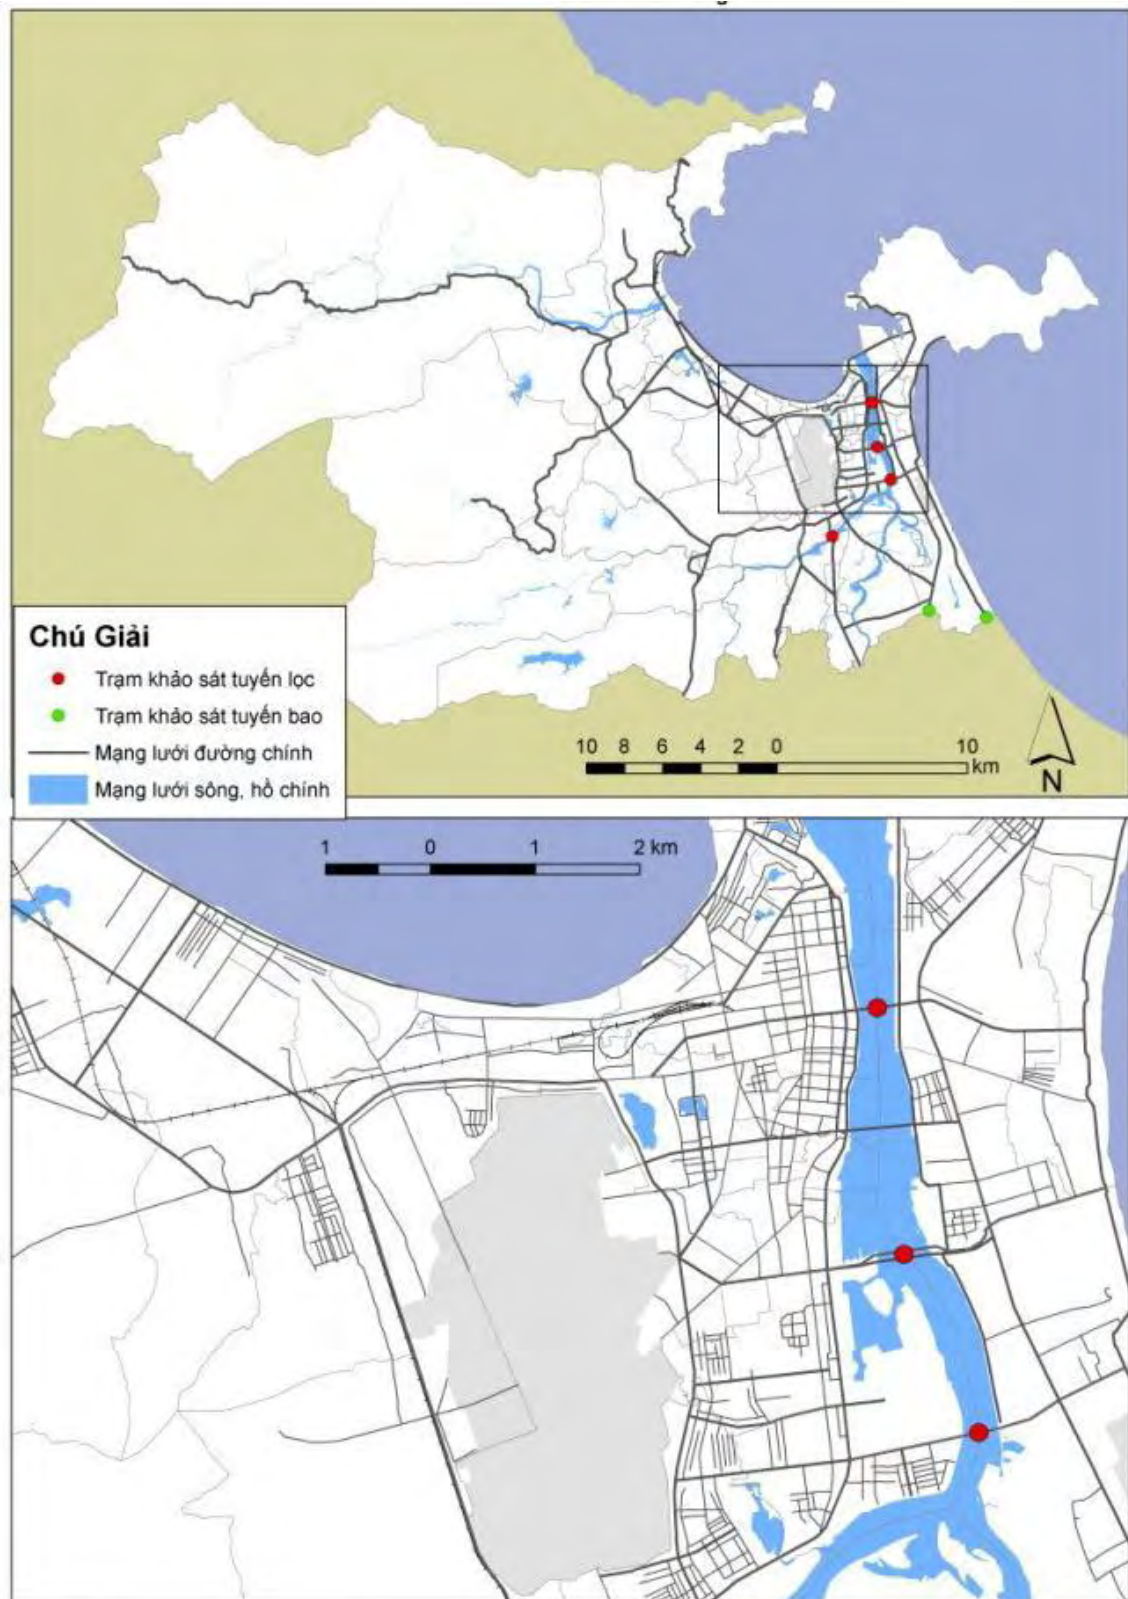 Chú Giải
Trạm khảo sát tuyến lọc
Trạm khảo sát tuyến bao
Mạng lưới đường chính
Mạng lưới sông, hồ chính
10 8 6 4 2 0 10
km
N
1 0 1 2 km